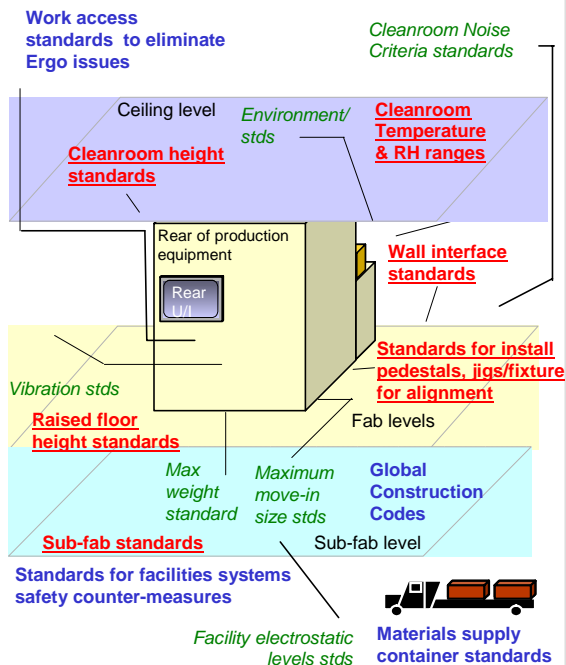 Work access
standards  to eliminate
Ergo issues
Cleanroom Noise
Criteria standards
Ceiling level
Environment/
stds
Cleanroom
Temperature
& RH ranges
Cleanroom height
standards
Rear of production
equipment
Rear
U/I
Wall interface
standards
Standards for install
pedestals, jigs/fixture
for alignment
Vibration stds
Raised floor
height standards
Fab levels
Max
weight
standard
Maximum
move-in
size stds
Global
Construction
Codes
Sub-fab standards
Sub-fab level
Standards for facilities systems
safety counter-measures
Facility electrostatic
levels stds
Materials supply
container standards